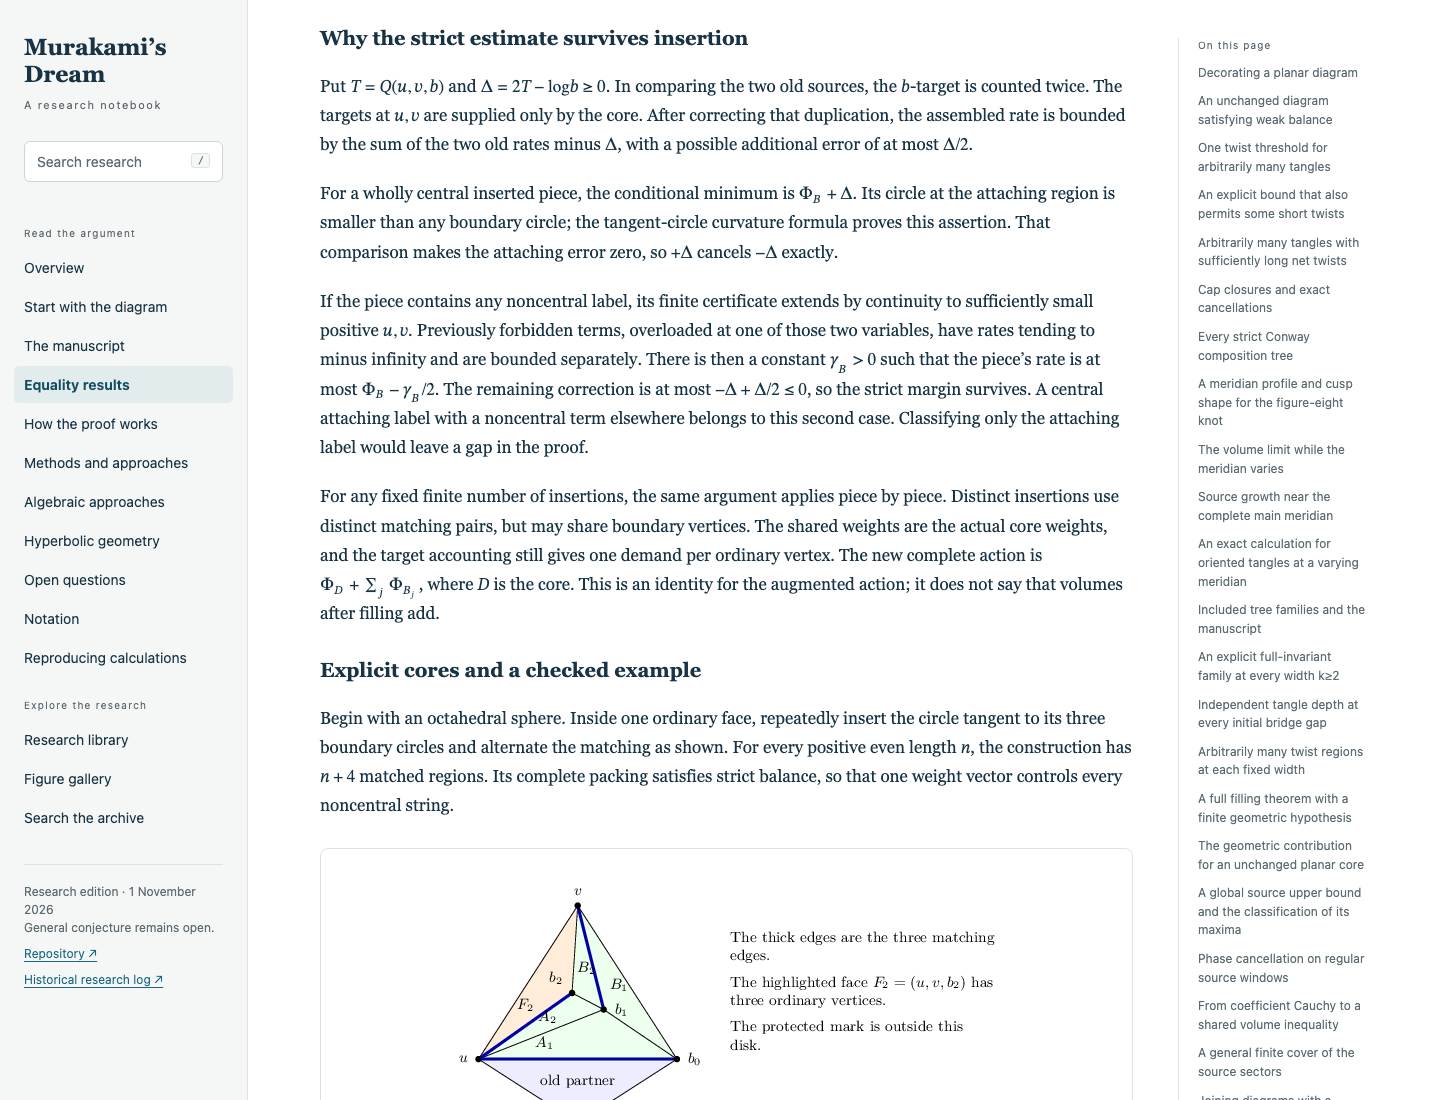 Murakami’s
Dream
A research notebook
Search research
/
Read the argument
Overview
Start with the diagram
The manuscript
Equality results
How the proof works
Methods and approaches
Algebraic approaches
Hyperbolic geometry
Open questions
Notation
Reproducing calculations
Explore the research
Research library
Figure gallery
Search the archive
Research edition · 1 November
2026
General conjecture remains open.
Repository ↗
Historical research log ↗
Why the strict estimate survives insertion
Put T = Q(u, v, b) and Δ = 2T − log b ≥ 0. In comparing the two old sources, the b-target is counted twice. The
targets at u, v are supplied only by the core. After correcting that duplication, the assembled rate is bounded
by the sum of the two old rates minus Δ, with a possible additional error of at most Δ/2.
For a wholly central inserted piece, the conditional minimum is Φ_B + Δ. Its circle at the attaching region is
smaller than any boundary circle; the tangent-circle curvature formula proves this assertion. That
comparison makes the attaching error zero, so +Δ cancels −Δ exactly.
If the piece contains any noncentral label, its finite certificate extends by continuity to sufficiently small
positive u, v. Previously forbidden terms, overloaded at one of those two variables, have rates tending to
minus infinity and are bounded separately. There is then a constant γ_B > 0 such that the piece’s rate is at
most Φ_B − γ_B/2. The remaining correction is at most −Δ + Δ/2 ≤ 0, so the strict margin survives. A central
attaching label with a noncentral term elsewhere belongs to this second case. Classifying only the attaching
label would leave a gap in the proof.
For any fixed finite number of insertions, the same argument applies piece by piece. Distinct insertions use
distinct matching pairs, but may share boundary vertices. The shared weights are the actual core weights,
and the target accounting still gives one demand per ordinary vertex. The new complete action is
Φ_D + Σ_j Φ_{B_j}, where D is the core. This is an identity for the augmented action; it does not say that volumes
after filling add.
Explicit cores and a checked example
Begin with an octahedral sphere. Inside one ordinary face, repeatedly insert the circle tangent to its three
boundary circles and alternate the matching as shown. For every positive even length n, the construction has
n + 4 matched regions. Its complete packing satisfies strict balance, so that one weight vector controls every
noncentral string.
v
B₂
b₂
B₁
F₂
A₂
b₁
A₁
u
b₀
old partner
The thick edges are the three matching
edges.
The highlighted face F₂ = (u, v, b₂) has
three ordinary vertices.
The protected mark is outside this
disk.
On this page
Decorating a planar diagram
An unchanged diagram
satisfying weak balance
One twist threshold for
arbitrarily many tangles
An explicit bound that also
permits some short twists
Arbitrarily many tangles with
sufficiently long net twists
Cap closures and exact
cancellations
Every strict Conway
composition tree
A meridian profile and cusp
shape for the figure-eight
knot
The volume limit while the
meridian varies
Source growth near the
complete main meridian
An exact calculation for
oriented tangles at a varying
meridian
Included tree families and the
manuscript
An explicit full-invariant
family at every width k≥2
Independent tangle depth at
every initial bridge gap
Arbitrarily many twist regions
at each fixed width
A full filling theorem with a
finite geometric hypothesis
The geometric contribution
for an unchanged planar core
A global source upper bound
and the classification of its
maxima
Phase cancellation on regular
source windows
From coefficient Cauchy to a
shared volume inequality
A general finite cover of the
source sectors